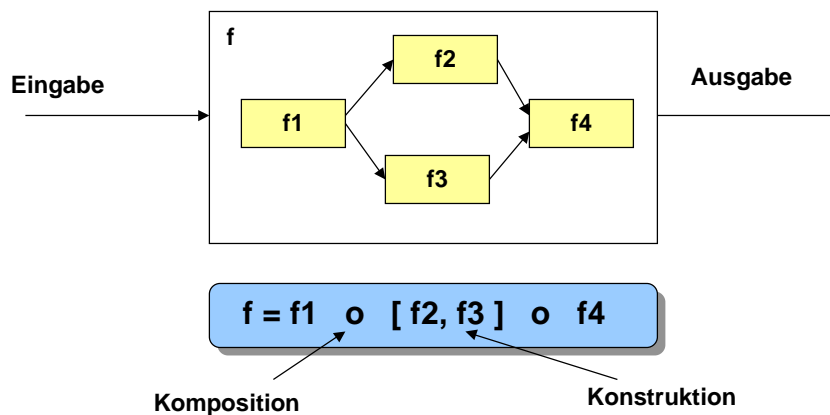 f
f2
Eingabe
Ausgabe
f1
f4
f3
f = f1 o [ f2, f3 ] o f4
Komposition
Konstruktion